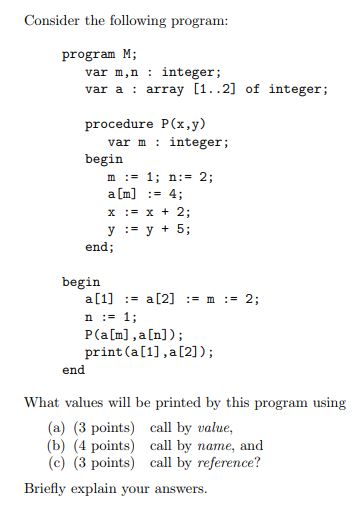 Consider the following program:
program M;
var m,n : integer;
var a : array [1..2] of integer;
procedure P(x,y)
var m : integer;
begin
m := 1; n:= 2;
a[m] := 4;
x := x + 2;
y := y + 5;
end;
begin
a[1] := a[2] := m := 2;
n := 1;
P(a[m],a[n]);
print(a[1],a[2]);
end
What values will be printed by this program using
(a) (3 points) call by value,
(b) (4 points) call by name, and
(c) (3 points) call by reference?
Briefly explain your answers.